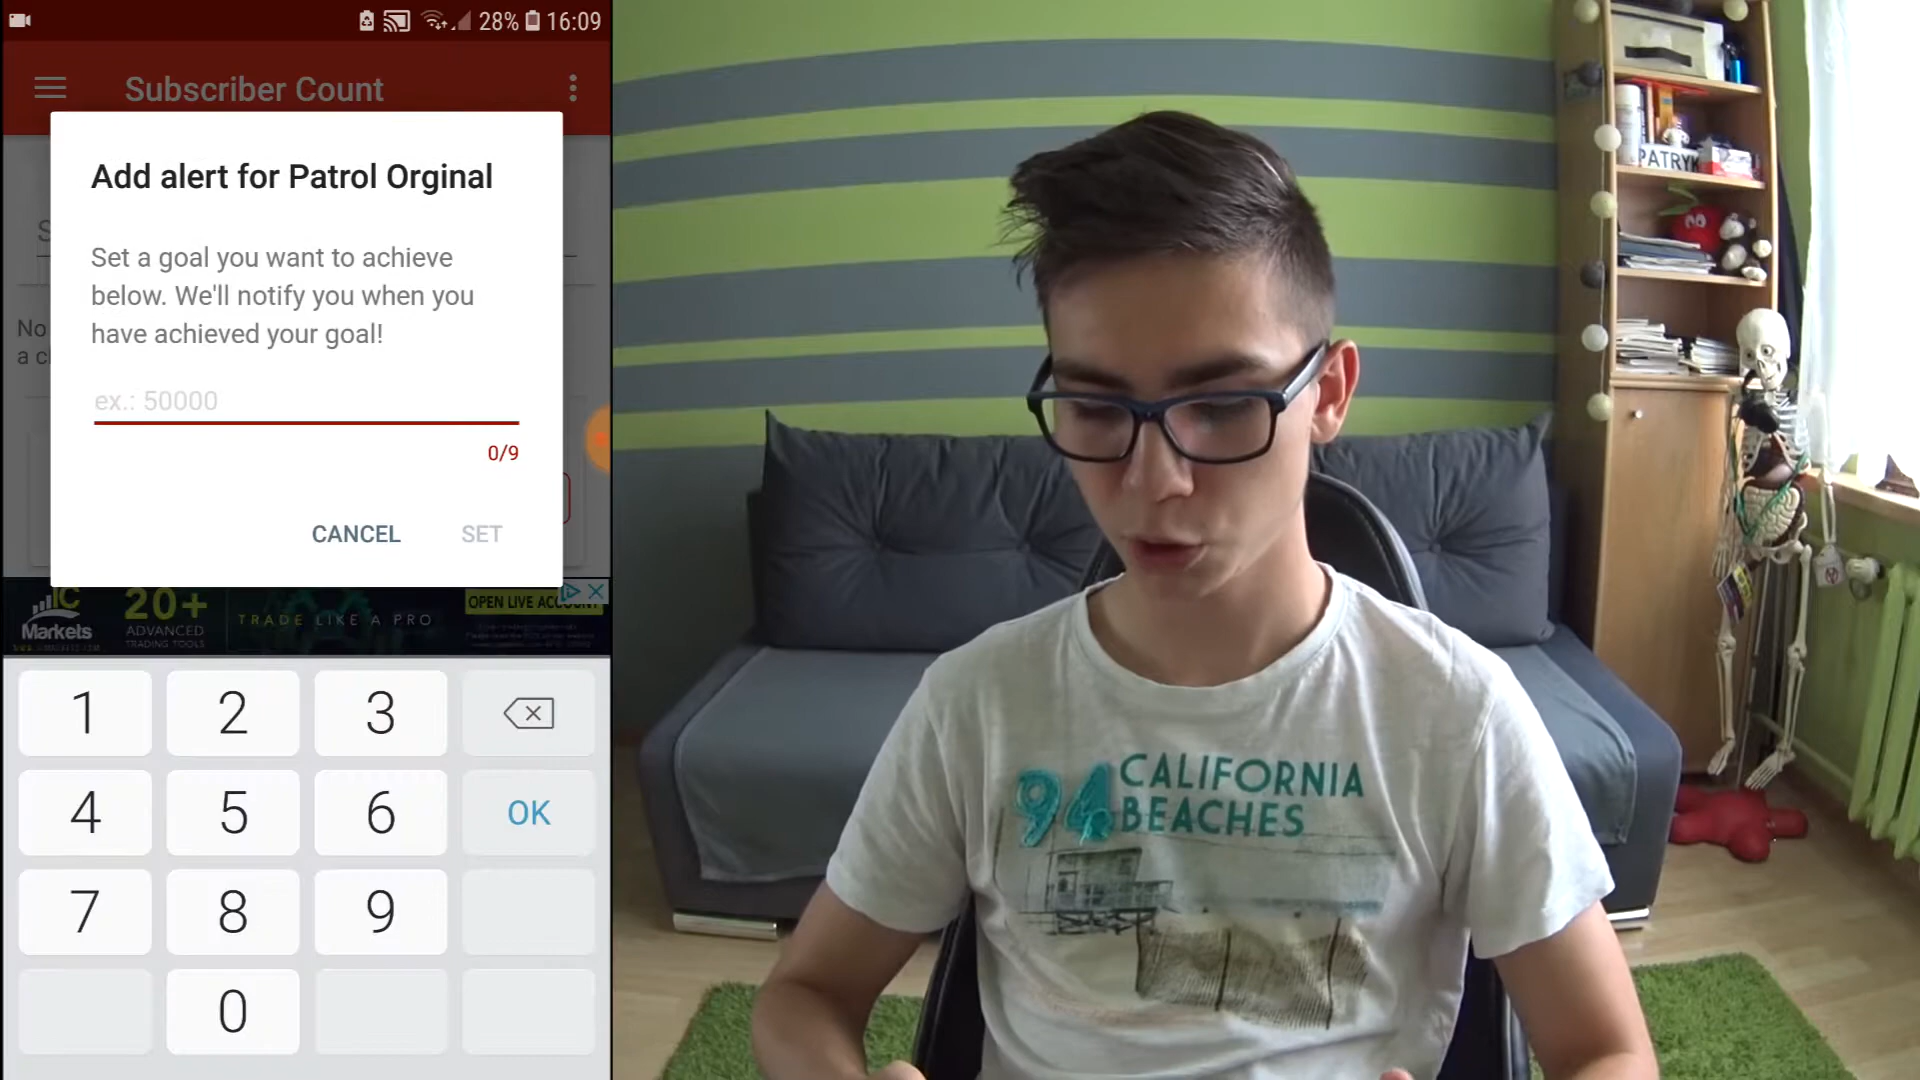 28% 16:09
Subscriber Count
Add alert for Patrol Orginal
Set a goal you want to achieve
below. We'll notify you when you
have achieved your goal!
No
a c
ex.: 50000
0/9
CANCEL SET
IC
Markets
20+
ADVANCED
TRADING TOOLS
TRADE LIKE A PRO
OPEN LIVE ACCOUNT
1 2 3
4 5 6 OK
7 8 9
0
PATRYK
94 CALIFORNIA
BEACHES